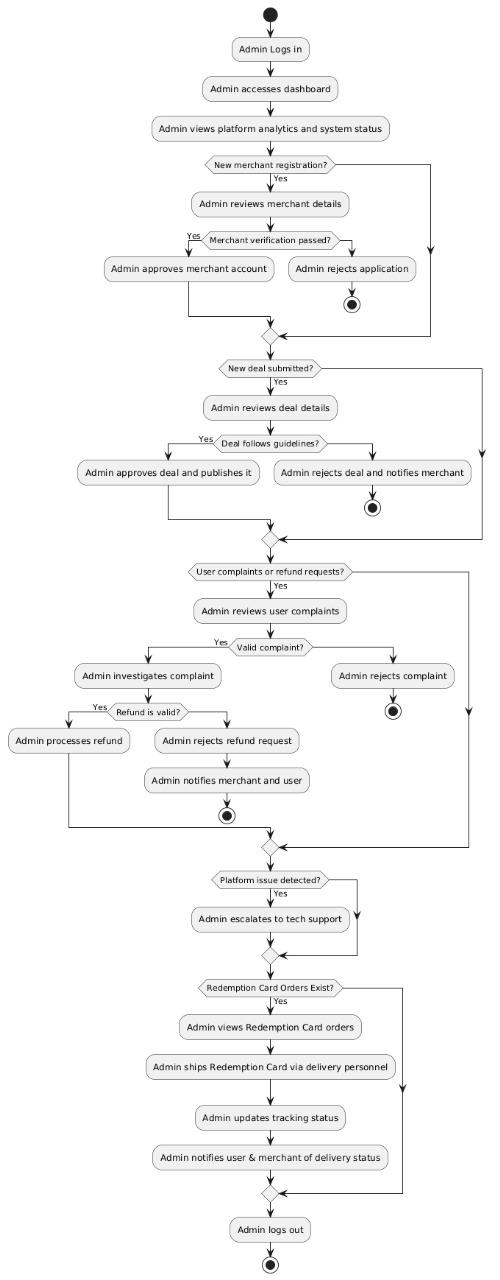 Admin Logs in
Admin accesses dashboard
Admin views platform analytics and system status
New merchant registration?
Yes
Admin reviews merchant details
Yes
Merchant verification passed?
Admin approves merchant account
Admin rejects application
New deal submitted?
Yes
Admin reviews deal details
Yes
Deal follows guidelines?
Admin approves deal and publishes it
Admin rejects deal and notifies merchant
User complaints or refund requests?
Yes
Admin reviews user complaints
Yes
Valid complaint?
Admin investigates complaint
Admin rejects complaint
Yes
Refund is valid?
Admin processes refund
Admin rejects refund request
Admin notifies merchant and user
Platform issue detected?
Yes
Admin escalates to tech support
Redemption Card Orders Exist?
Yes
Admin views Redemption Card orders
Admin ships Redemption Card via delivery personnel
Admin updates tracking status
Admin notifies user & merchant of delivery status
Admin logs out